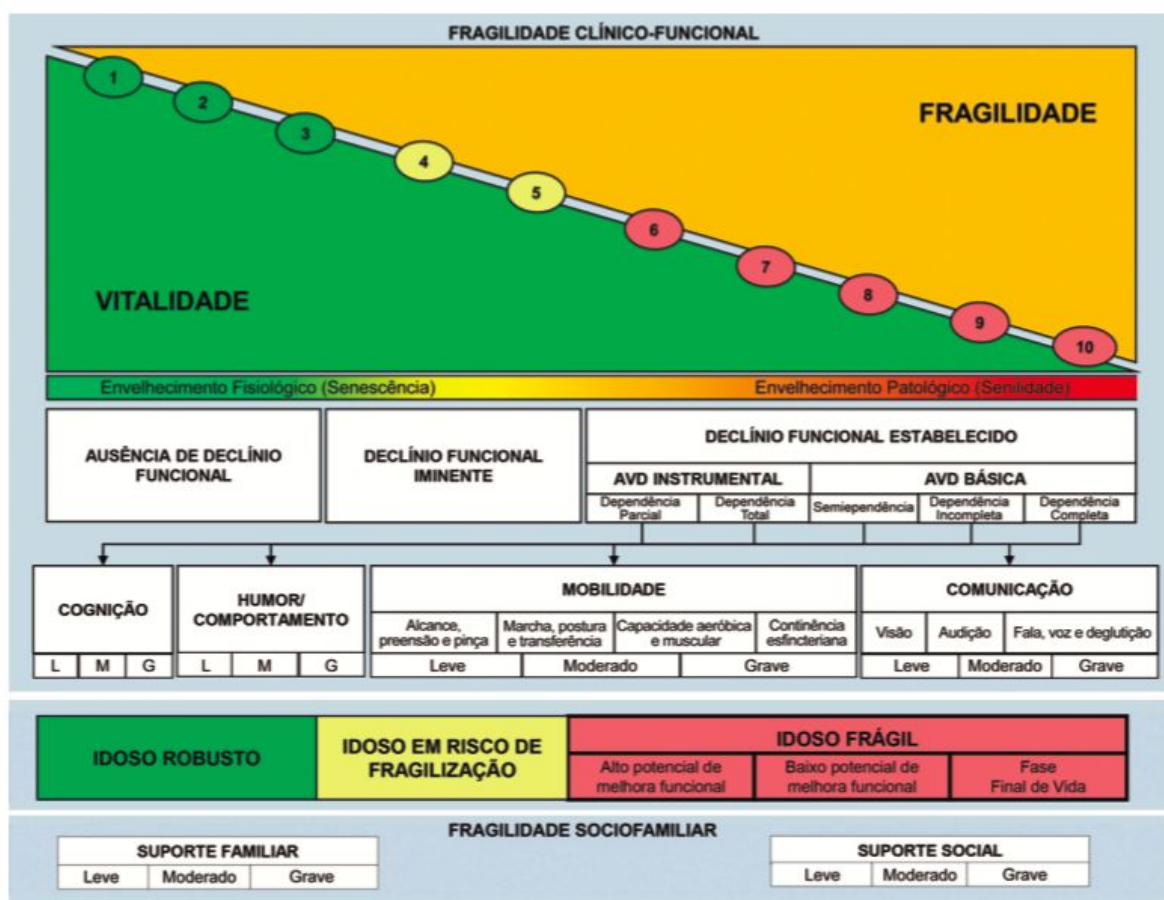 FRAGILIDADE CLÍNICO-FUNCIONAL
1
2
3
4
5
6
7
8
9
10
FRAGILIDADE
VITALIDADE
Envelhecimento Fisiológico (Senescência)
Envelhecimento Patológico (Senilidade)
AUSÊNCIA DE DECLÍNIO
FUNCIONAL
DECLÍNIO FUNCIONAL
IMINENTE
DECLÍNIO FUNCIONAL ESTABELECIDO
AVD INSTRUMENTAL
AVD BÁSICA
Dependência
Parcial
Dependência
Total
Semiependência
Dependência
Incompleta
Dependência
Completa
COGNIÇÃO
L M G
HUMOR/
COMPORTAMENTO
L M G
MOBILIDADE
Alcance,
preensão e pinça
Marcha, postura
e transferência
Capacidade aeróbica
e muscular
Continência
esfincteriana
Leve Moderado Grave
COMUNICAÇÃO
Visão Audição Fala, voz e deglutição
Leve Moderado Grave
IDOSO ROBUSTO
IDOSO EM RISCO DE
FRAGILIZAÇÃO
IDOSO FRÁGIL
Alto potencial de
melhora funcional
Baixo potencial de
melhora funcional
Fase
Final de Vida
FRAGILIDADE SOCIOFAMILIAR
SUPORTE FAMILIAR
Leve Moderado Grave
SUPORTE SOCIAL
Leve Moderado Grave